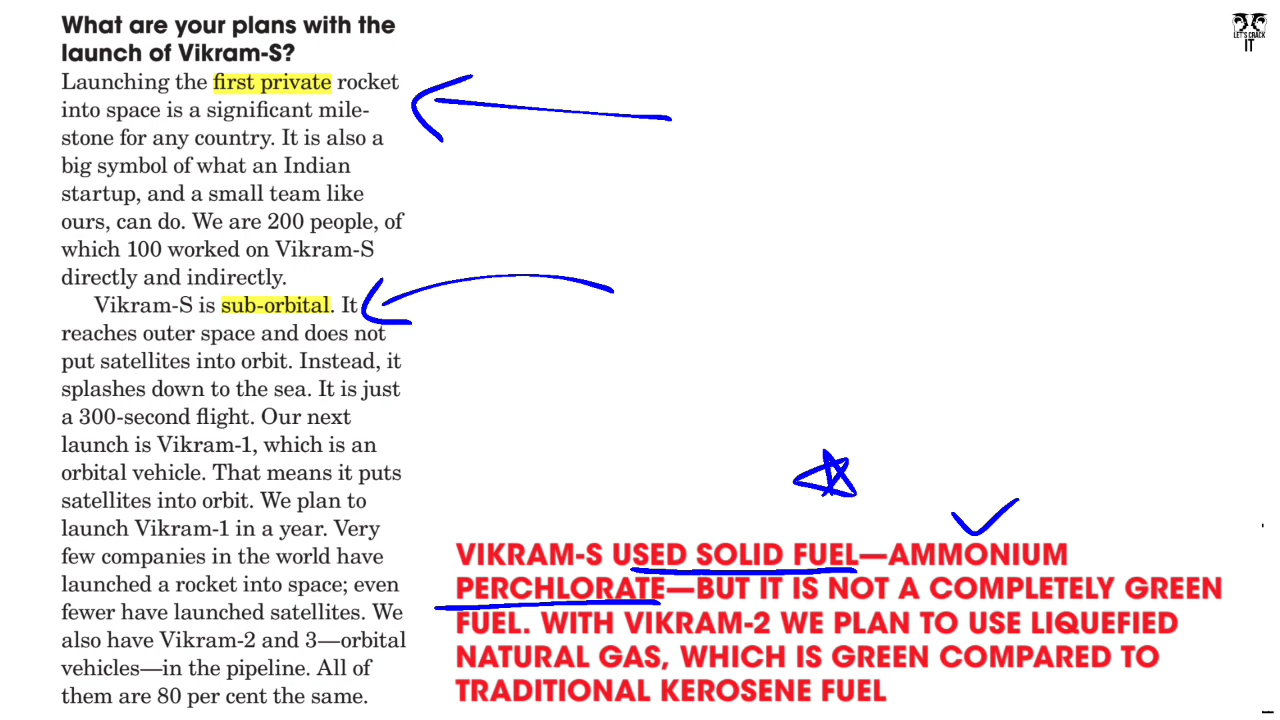 What are your plans with the
launch of Vikram-S?
Launching the first private rocket
into space is a significant mile-
stone for any country. It is also a
big symbol of what an Indian
startup, and a small team like
ours, can do. We are 200 people, of
which 100 worked on Vikram-S
directly and indirectly.
Vikram-S is sub-orbital. It
reaches outer space and does not
put satellites into orbit. Instead, it
splashes down to the sea. It is just
a 300-second flight. Our next
launch is Vikram-1, which is an
orbital vehicle. That means it puts
satellites into orbit. We plan to
launch Vikram-1 in a year. Very
few companies in the world have
launched a rocket into space; even
fewer have launched satellites. We
also have Vikram-2 and 3—orbital
vehicles—in the pipeline. All of
them are 80 per cent the same.
VIKRAM-S USED SOLID FUEL—AMMONIUM
PERCHLORATE—BUT IT IS NOT A COMPLETELY GREEN
FUEL. WITH VIKRAM-2 WE PLAN TO USE LIQUEFIED
NATURAL GAS, WHICH IS GREEN COMPARED TO
TRADITIONAL KEROSENE FUEL
LET'S CRACK
IT